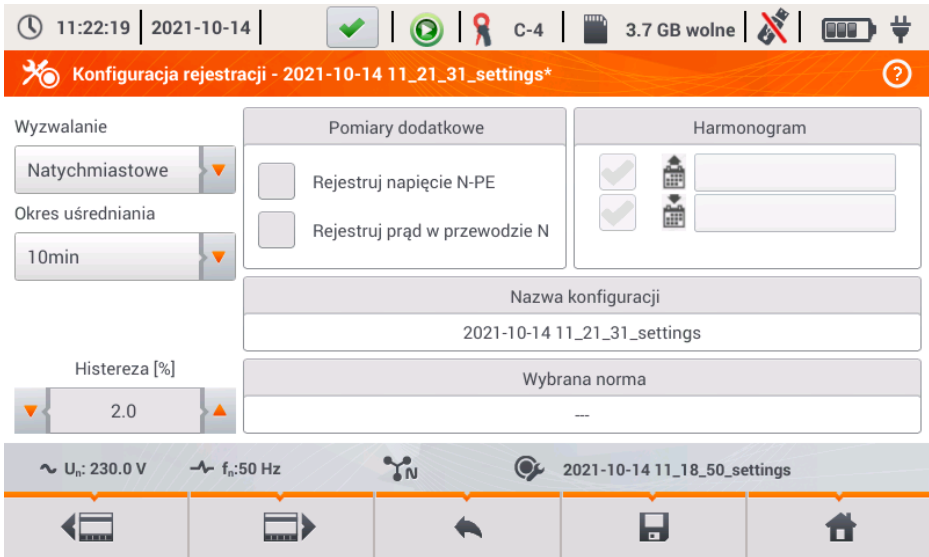 11:22:19 2021-10-14 C-4 3.7 GB wolne
Konfiguracja rejestracji - 2021-10-14 11_21_31_settings* ?
Wyzwalanie
Natychmiastowe
Okres uśredniania
10min
Histereza [%]
2.0
Pomiary dodatkowe
Rejestruj napięcie N-PE
Rejestruj prąd w przewodzie N
Harmonogram
Nazwa konfiguracji
2021-10-14 11_21_31_settings
Wybrana norma
---
Uₙ: 230.0 V fₙ:50 Hz N 2021-10-14 11_18_50_settings